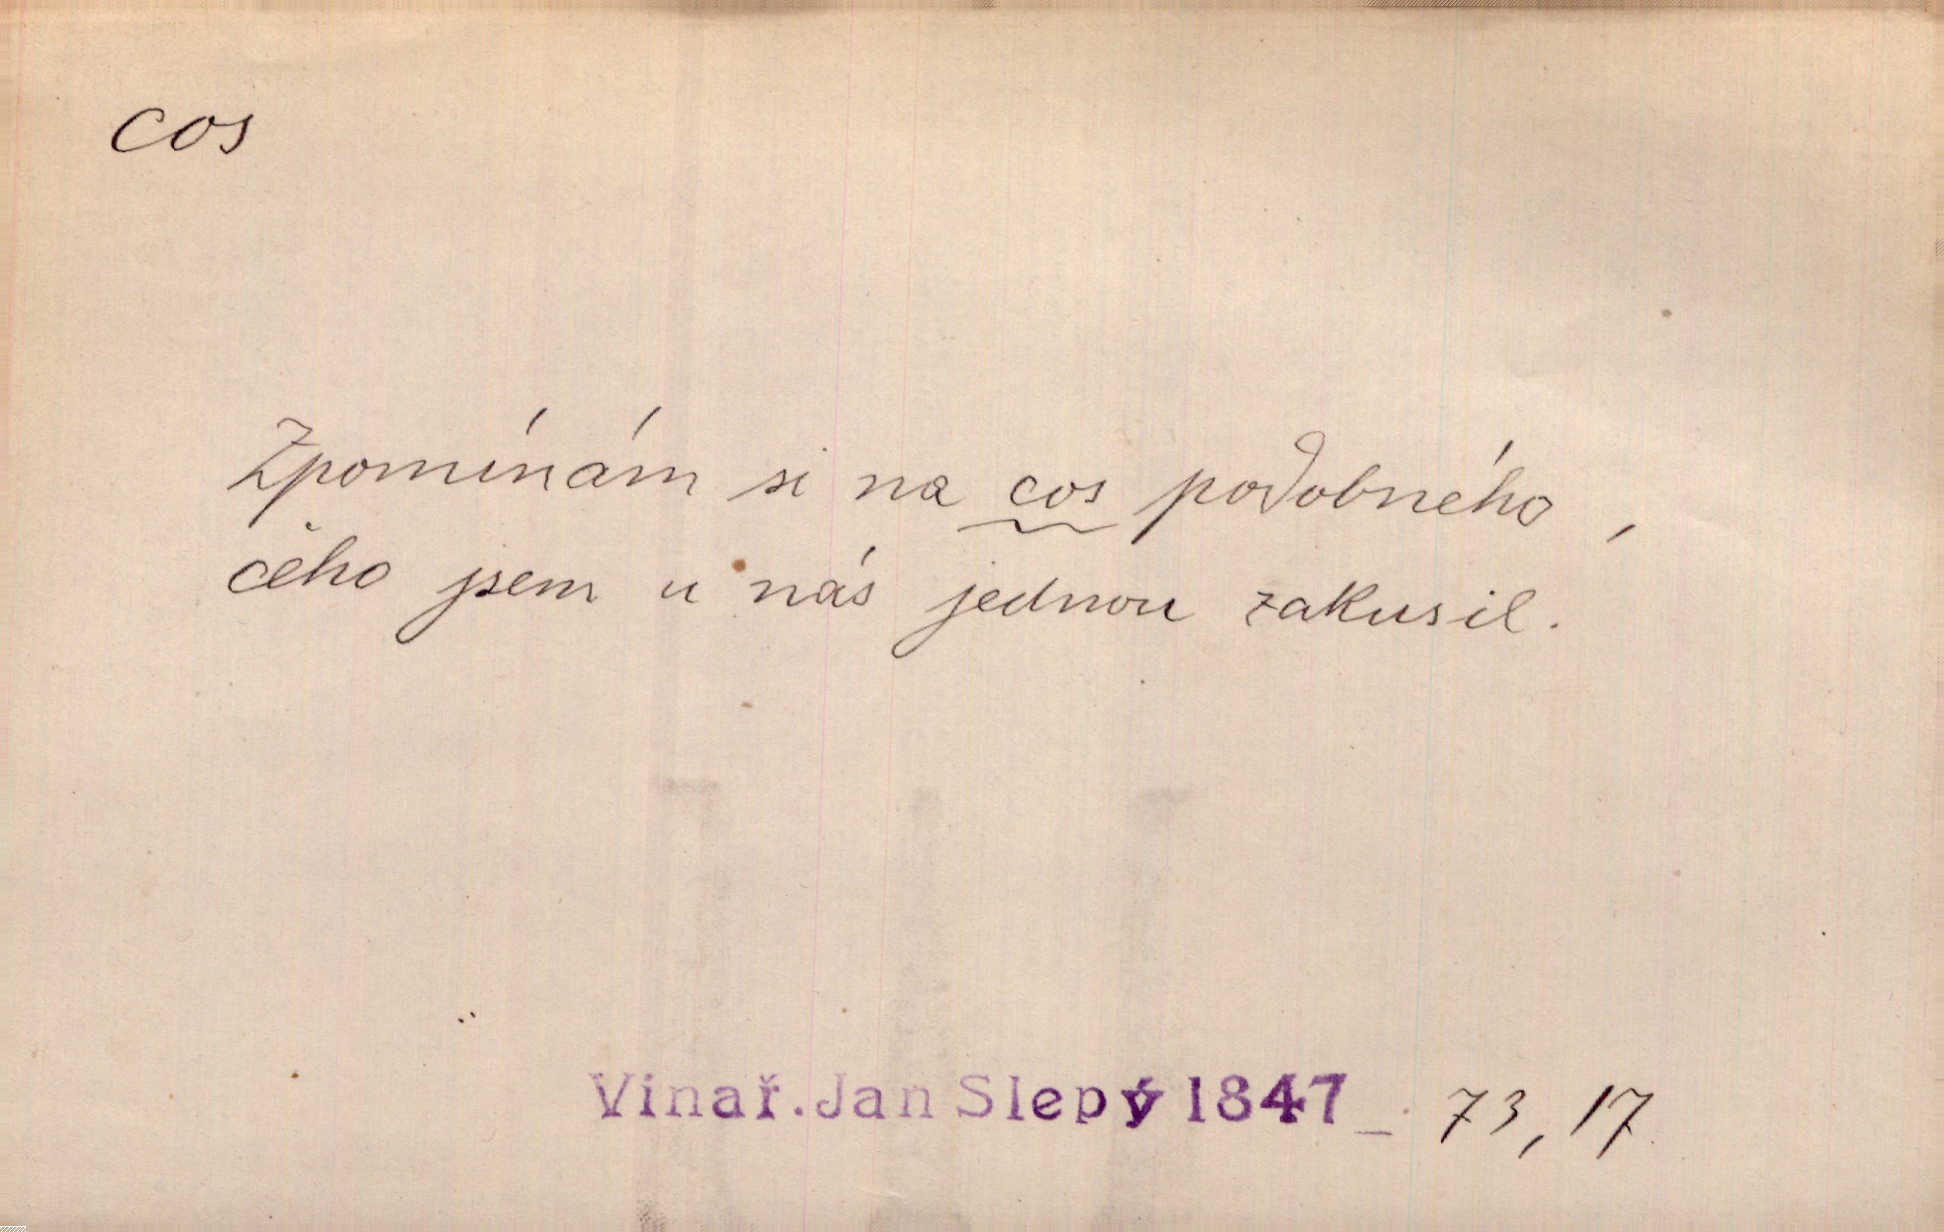 cos
Zpomínám si na cos podobného,
čeho jsem u nás jednou zakusil.
Vinař. Jan Slepý 1847_ 73, 17